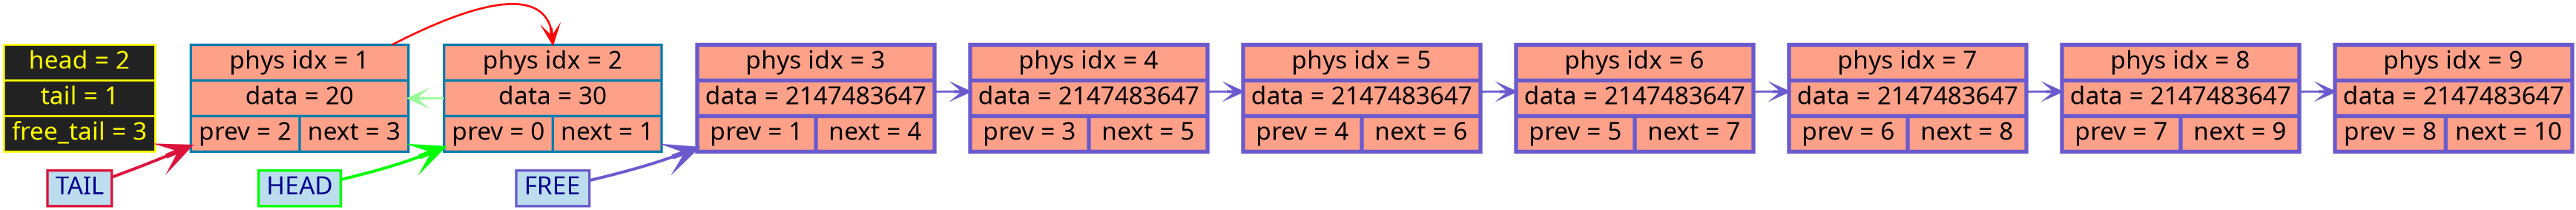 head = 2
tail = 1
free_tail = 3
phys idx = 1
data = 20
prev = 2 next = 3
phys idx = 2
data = 30
prev = 0 next = 1
phys idx = 3
data = 2147483647
prev = 1 next = 4
phys idx = 4
data = 2147483647
prev = 3 next = 5
phys idx = 5
data = 2147483647
prev = 4 next = 6
phys idx = 6
data = 2147483647
prev = 5 next = 7
phys idx = 7
data = 2147483647
prev = 6 next = 8
phys idx = 8
data = 2147483647
prev = 7 next = 9
phys idx = 9
data = 2147483647
prev = 8 next = 10
TAIL
HEAD
FREE